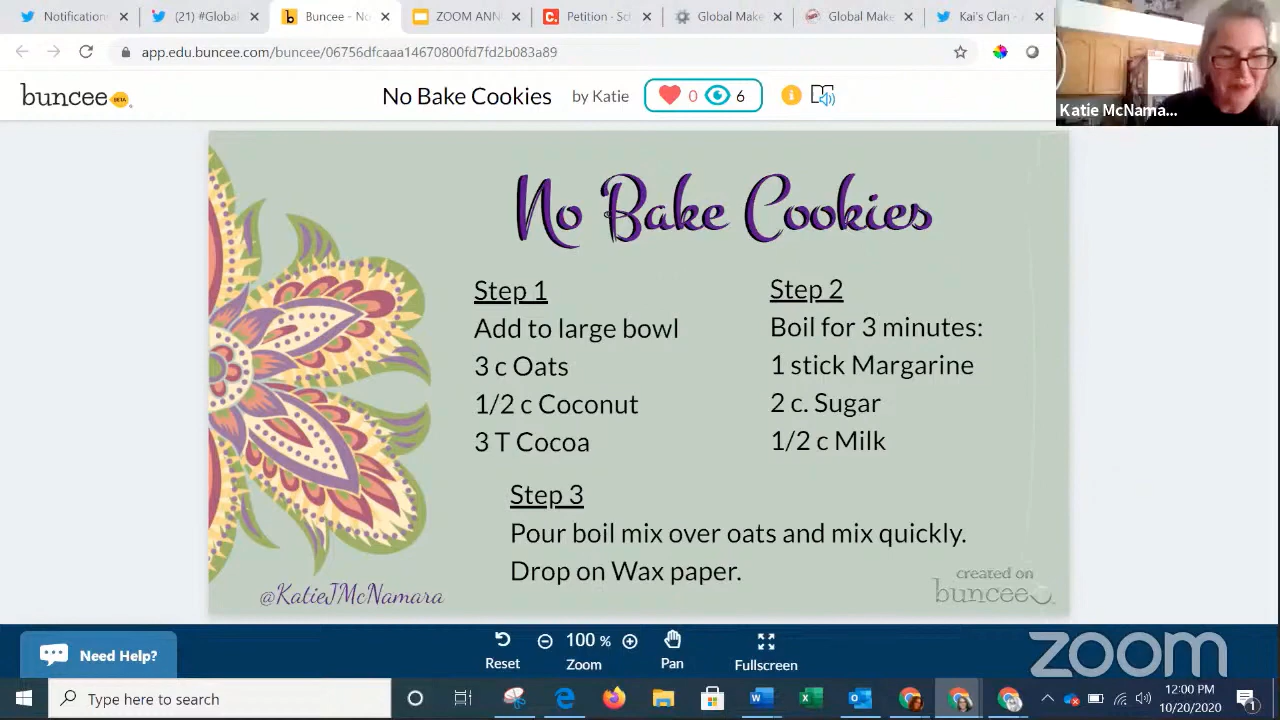 Notification
(21) #Global
Buncee - No
ZOOM ANN
Petition - Sc
Global Make
Global Make
Kai's Clan -
app.edu.buncee.com/buncee/06756dfcaaa14670800fd7fd2b083a89
buncee BETA
No Bake Cookies
by Katie
0
6
Katie McNama...
No Bake Cookies
Step 1
Add to large bowl
3 c Oats
1/2 c Coconut
3 T Cocoa
Step 2
Boil for 3 minutes:
1 stick Margarine
2 c. Sugar
1/2 c Milk
Step 3
Pour boil mix over oats and mix quickly.
Drop on Wax paper.
@KatieJMcNamara
created on
buncee
Need Help?
Reset
100 %
Zoom
Pan
Fullscreen
zoom
Type here to search
12:00 PM
10/20/2020
1